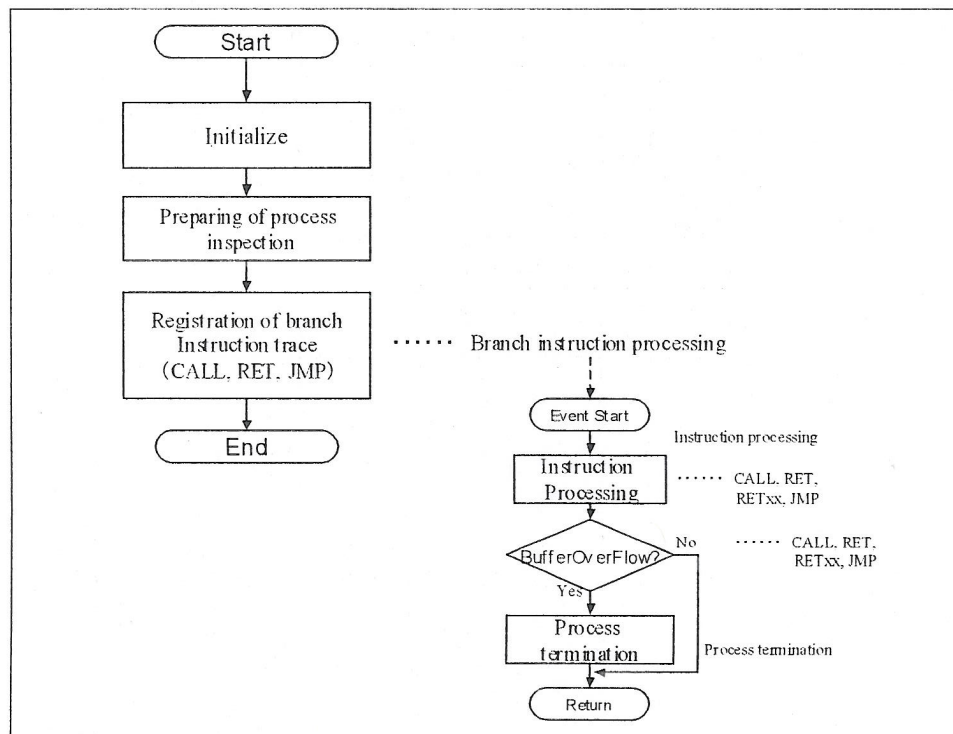 Start
Initialize
Preparing of process
inspection
Registration of branch
Instruction trace
(CALL, RET, JMP)
End
...... Branch instruction processing
Event Start
Instruction processing
Instruction
Processing
...... CALL, RET,
RETxx, JMP
BufferOverFlow?
No
...... CALL, RET,
RETxx, JMP
Yes
Process
termination
Process termination
Return